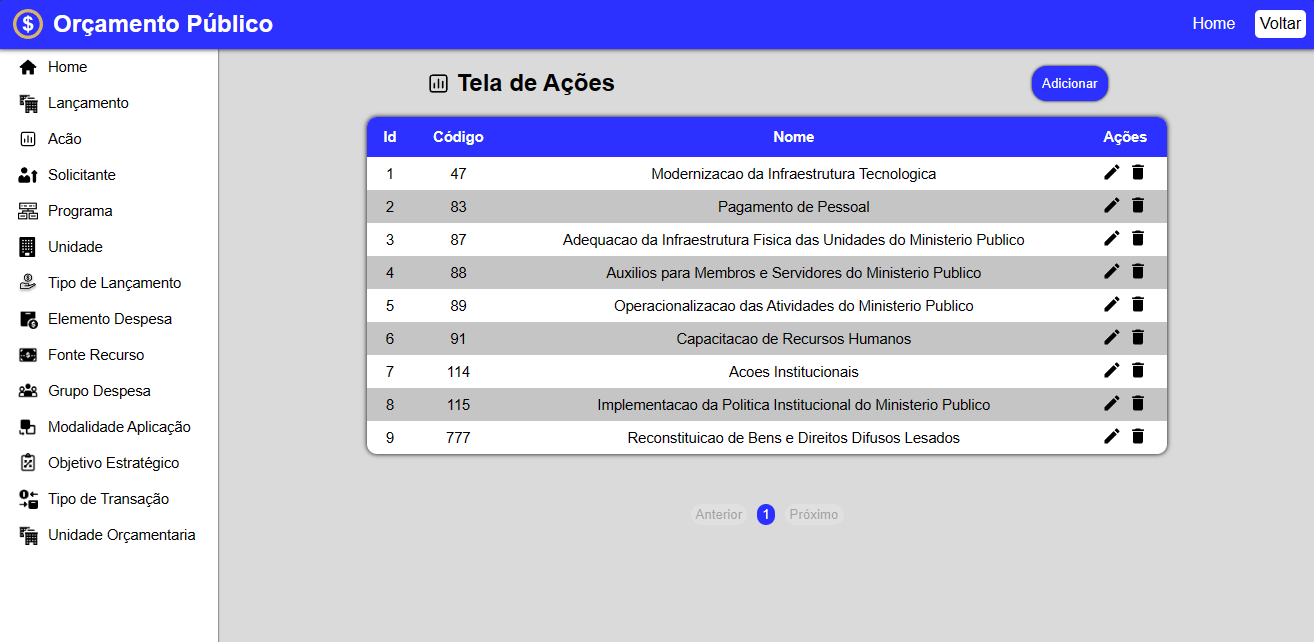 $ Orçamento Público
Home
Voltar
Home
Lançamento
Acão
Solicitante
Programa
Unidade
Tipo de Lançamento
Elemento Despesa
Fonte Recurso
Grupo Despesa
Modalidade Aplicação
Objetivo Estratégico
Tipo de Transação
Unidade Orçamentaria
Tela de Ações
Adicionar
Id Código Nome Ações
1 47 Modernizacao da Infraestrutura Tecnologica
2 83 Pagamento de Pessoal
3 87 Adequacao da Infraestrutura Fisica das Unidades do Ministerio Publico
4 88 Auxilios para Membros e Servidores do Ministerio Publico
5 89 Operacionalizacao das Atividades do Ministerio Publico
6 91 Capacitacao de Recursos Humanos
7 114 Acoes Institucionais
8 115 Implementacao da Politica Institucional do Ministerio Publico
9 777 Reconstituicao de Bens e Direitos Difusos Lesados
Anterior 1 Próximo